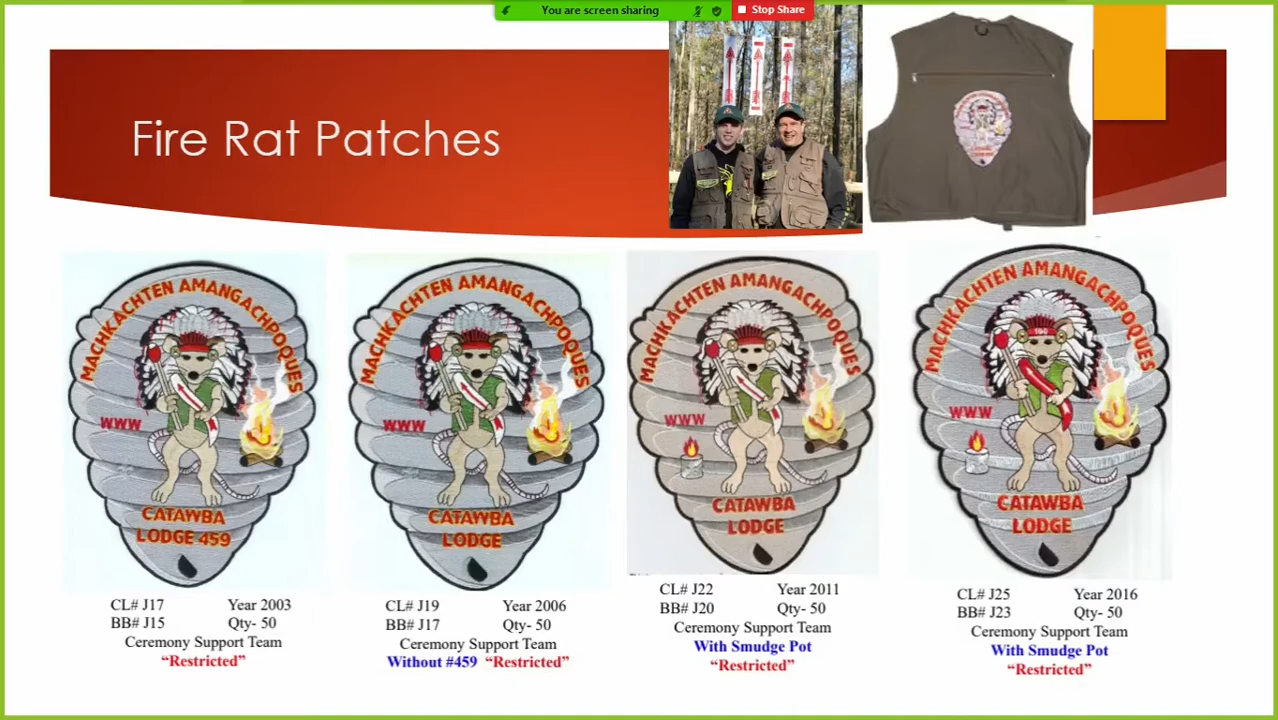 You are screen sharing
Stop Share
Fire Rat Patches
MACHKACHTEN AMANGACHPOQUES
WWW
CATAWBA
LODGE 459
CL# J17 Year 2003
BB# J15 Qty- 50
Ceremony Support Team
“Restricted”
MACHKACHTEN AMANGACHPOQUES
WWW
CATAWBA
LODGE
CL# J19 Year 2006
BB# J17 Qty- 50
Ceremony Support Team
Without #459 “Restricted”
MACHKACHTEN AMANGACHPOQUES
WWW
CATAWBA
LODGE
CL# J22 Year 2011
BB# J20 Qty- 50
Ceremony Support Team
With Smudge Pot
“Restricted”
MACHKACHTEN AMANGACHPOQUES
WWW
CATAWBA
LODGE
CL# J25 Year 2016
BB# J23 Qty- 50
Ceremony Support Team
With Smudge Pot
“Restricted”